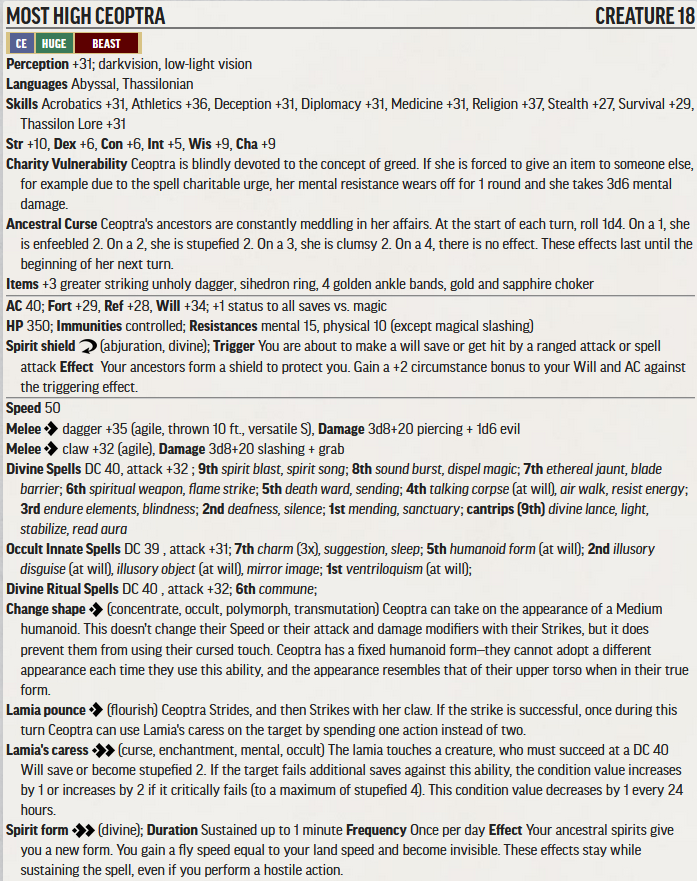 MOST HIGH CEOPTRA CREATURE 18
CE HUGE BEAST
Perception +31; darkvision, low-light vision
Languages Abyssal, Thassilonian
Skills Acrobatics +31, Athletics +36, Deception +31, Diplomacy +31, Medicine +31, Religion +37, Stealth +27, Survival +29,
Thassilon Lore +31
Str +10, Dex +6, Con +6, Int +5, Wis +9, Cha +9
Charity Vulnerability Ceoptra is blindly devoted to the concept of greed. If she is forced to give an item to someone else,
for example due to the spell charitable urge, her mental resistance wears off for 1 round and she takes 3d6 mental
damage.
Ancestral Curse Ceoptra's ancestors are constantly meddling in her affairs. At the start of each turn, roll 1d4. On a 1, she
is enfeebled 2. On a 2, she is stupefied 2. On a 3, she is clumsy 2. On a 4, there is no effect. These effects last until the
beginning of her next turn.
Items +3 greater striking unholy dagger, sihedron ring, 4 golden ankle bands, gold and sapphire choker
AC 40; Fort +29, Ref +28, Will +34; +1 status to all saves vs. magic
HP 350; Immunities controlled; Resistances mental 15, physical 10 (except magical slashing)
Spirit shield (abjuration, divine); Trigger You are about to make a will save or get hit by a ranged attack or spell
attack Effect Your ancestors form a shield to protect you. Gain a +2 circumstance bonus to your Will and AC against
the triggering effect.
Speed 50
Melee dagger +35 (agile, thrown 10 ft., versatile S), Damage 3d8+20 piercing + 1d6 evil
Melee claw +32 (agile), Damage 3d8+20 slashing + grab
Divine Spells DC 40, attack +32 ; 9th spirit blast, spirit song; 8th sound burst, dispel magic; 7th ethereal jaunt, blade
barrier; 6th spiritual weapon, flame strike; 5th death ward, sending; 4th talking corpse (at will), air walk, resist energy;
3rd endure elements, blindness; 2nd deafness, silence; 1st mending, sanctuary; cantrips (9th) divine lance, light,
stabilize, read aura
Occult Innate Spells DC 39 , attack +31; 7th charm (3x), suggestion, sleep; 5th humanoid form (at will); 2nd illusory
disguise (at will), illusory object (at will), mirror image; 1st ventriloquism (at will);
Divine Ritual Spells DC 40 , attack +32; 6th commune;
Change shape (concentrate, occult, polymorph, transmutation) Ceoptra can take on the appearance of a Medium
humanoid. This doesn't change their Speed or their attack and damage modifiers with their Strikes, but it does
prevent them from using their cursed touch. Ceoptra has a fixed humanoid form—they cannot adopt a different
appearance each time they use this ability, and the appearance resembles that of their upper torso when in their true
form.
Lamia pounce (flourish) Ceoptra Strides, and then Strikes with her claw. If the strike is successful, once during this
turn Ceoptra can use Lamia's caress on the target by spending one action instead of two.
Lamia's caress (curse, enchantment, mental, occult) The lamia touches a creature, who must succeed at a DC 40
Will save or become stupefied 2. If the target fails additional saves against this ability, the condition value increases
by 1 or increases by 2 if it critically fails (to a maximum of stupefied 4). This condition value decreases by 1 every 24
hours.
Spirit form (divine); Duration Sustained up to 1 minute Frequency Once per day Effect Your ancestral spirits give
you a new form. You gain a fly speed equal to your land speed and become invisible. These effects stay while
sustaining the spell, even if you perform a hostile action.